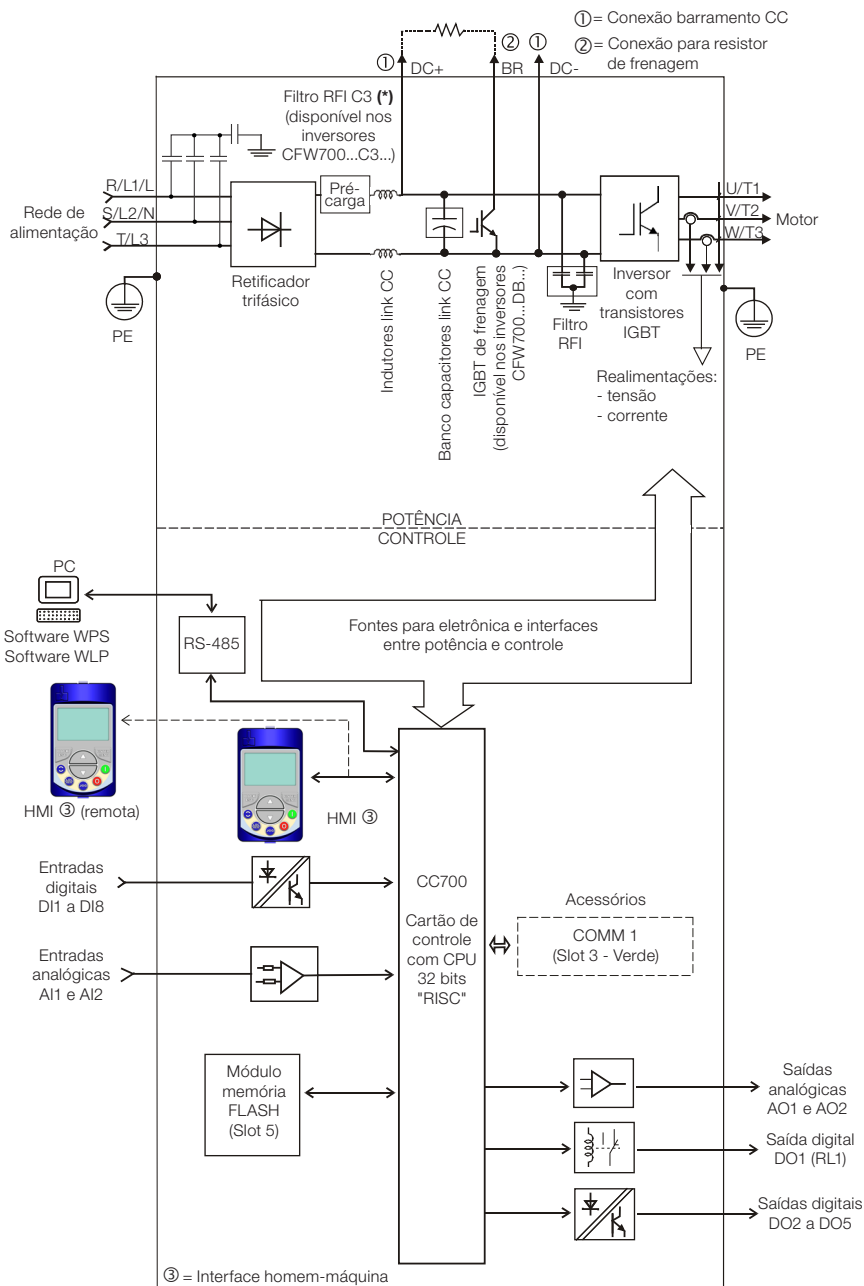 ①= Conexão barramento CC
②= Conexão para resistor
de frenagem
① DC+
② BR
① DC-
Filtro RFI C3 (*)
(disponível nos
inversores
CFW700...C3...)
R/L1/L
S/L2/N
T/L3
Rede de
alimentação
Pré-
carga
U/T1
V/T2
W/T3
Motor
PE
Retificador
trifásico
Indutores link CC
Banco capacitores link CC
IGBT de frenagem
(disponível nos inversores
CFW700...DB...)
Filtro
RFI
Inversor
com
transistores
IGBT
PE
Realimentações:
- tensão
- corrente
POTÊNCIA
CONTROLE
PC
Software WPS
Software WLP
RS-485
Fontes para eletrônica e interfaces
entre potência e controle
HMI ③ (remota)
HMI ③
Entradas
digitais
DI1 a DI8
Entradas
analógicas
AI1 e AI2
CC700
Cartão de
controle
com CPU
32 bits
"RISC"
Acessórios
COMM 1
(Slot 3 - Verde)
Módulo
memória
FLASH
(Slot 5)
Saídas
analógicas
AO1 e AO2
Saída digital
DO1 (RL1)
Saídas digitais
DO2 a DO5
③ = Interface homem-máquina